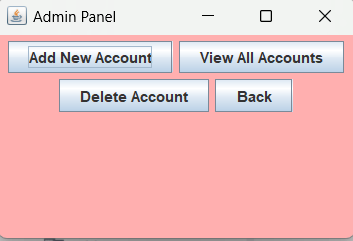 Admin Panel
Add New Account View All Accounts
Delete Account Back